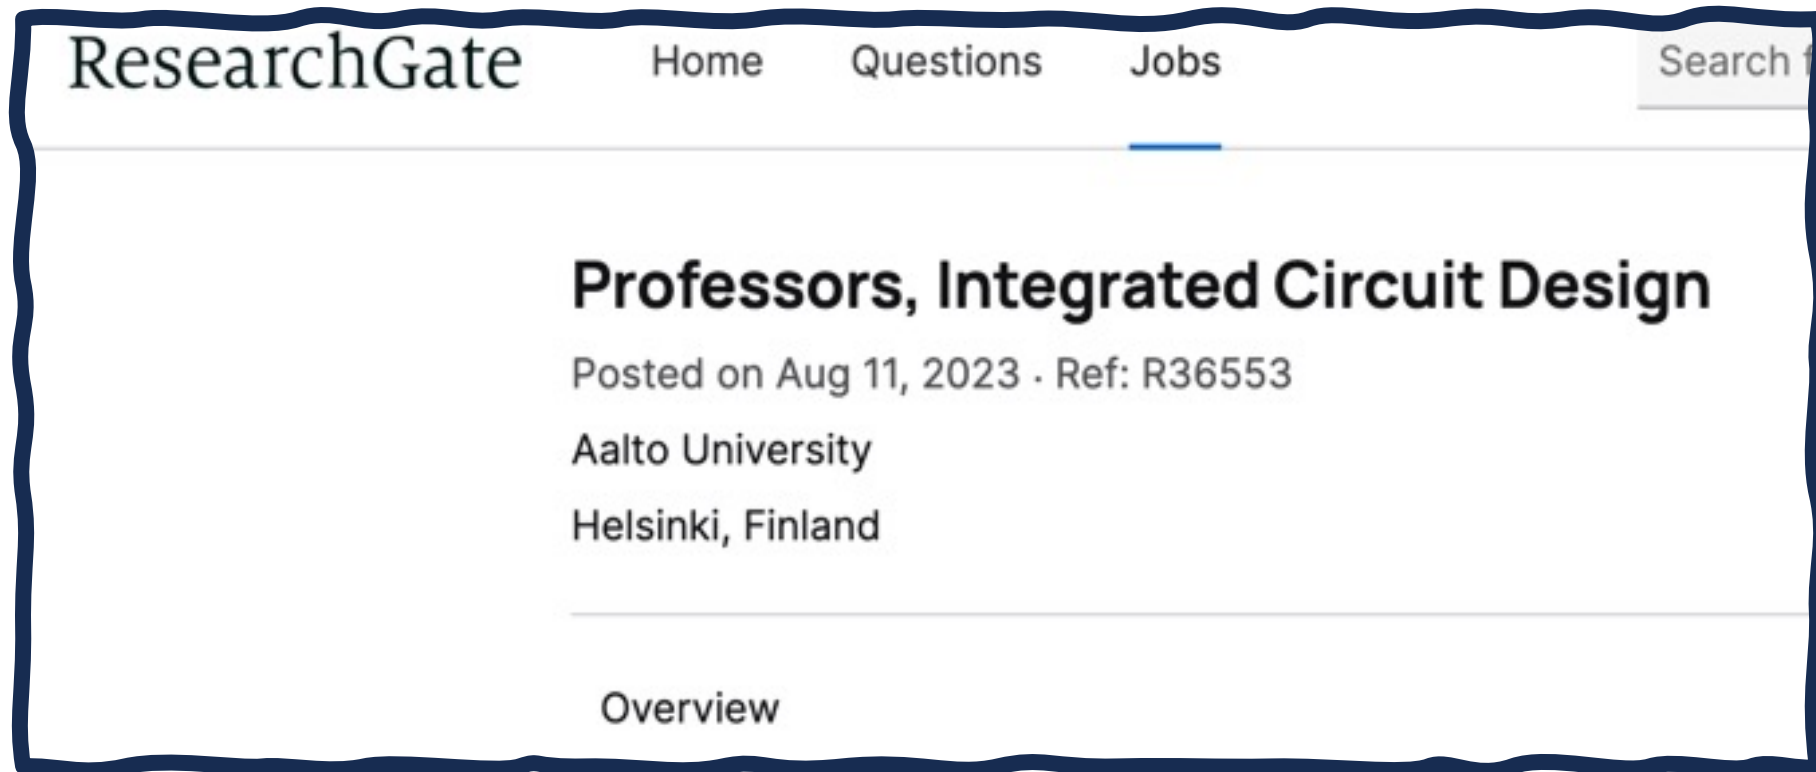 ResearchGate Home Questions Jobs Search
Professors, Integrated Circuit Design
Posted on Aug 11, 2023 · Ref: R36553
Aalto University
Helsinki, Finland
Overview